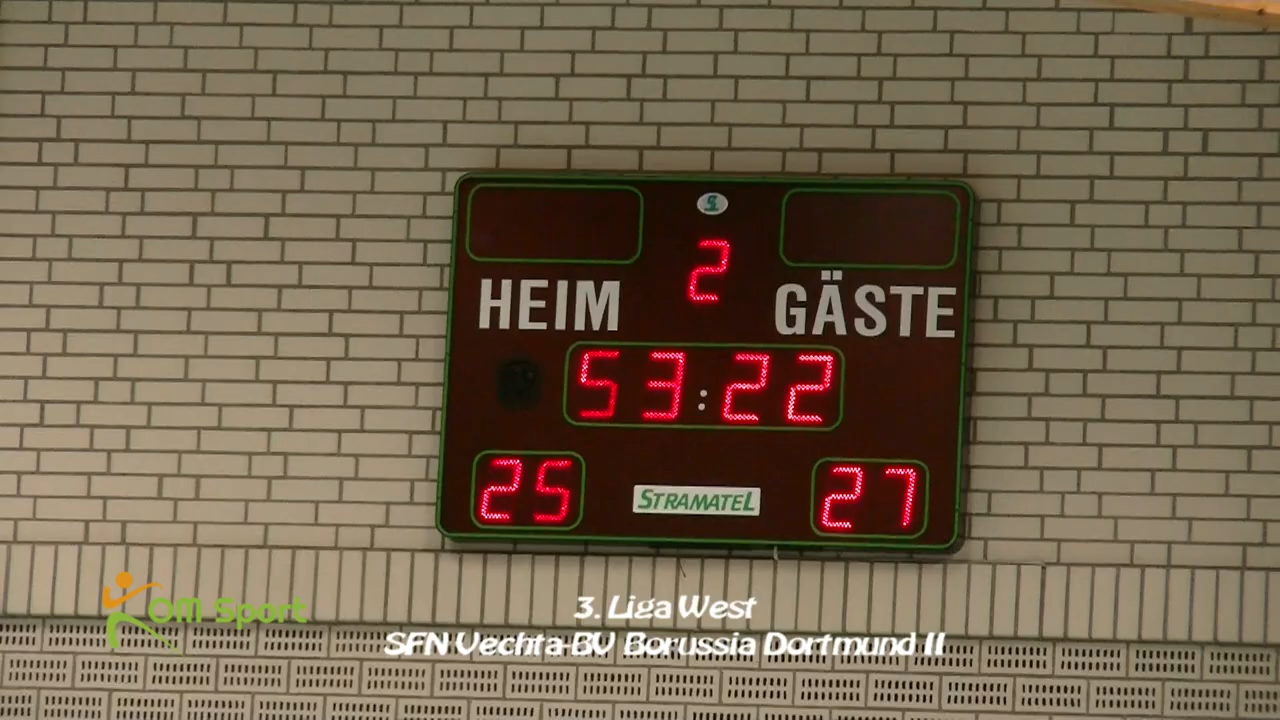 2
HEIM GÄSTE
53:22
25 STRAMATEL 27
OM Sport
3. Liga West
SFN Vechta-BV Borussia Dortmund II